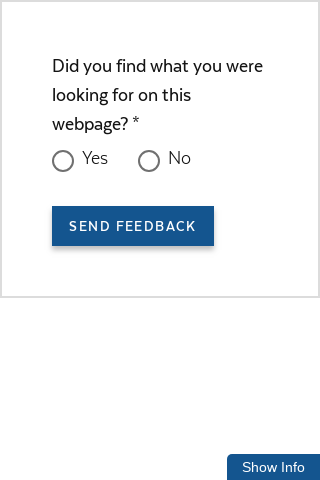 Did you find what you were
looking for on this
webpage? *
Yes No
SEND FEEDBACK
Show Info